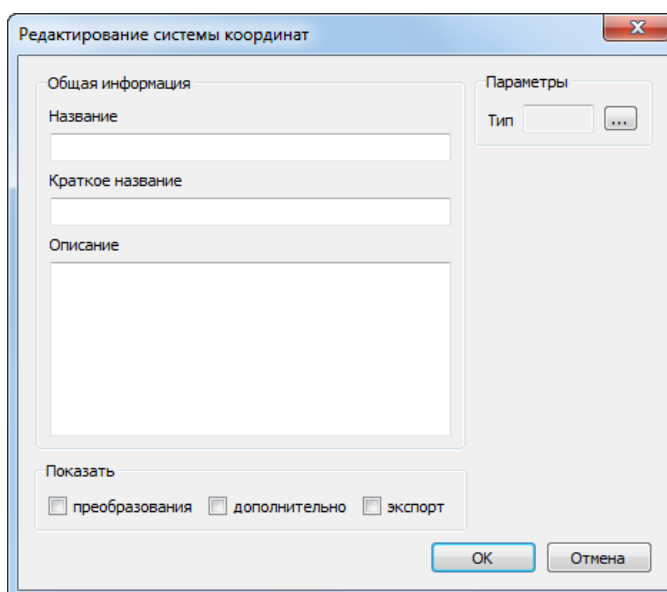 Редактирование системы координат
Общая информация
Название
Краткое название
Описание
Параметры
Тип ...
Показать
преобразования дополнительно экспорт
OK Отмена